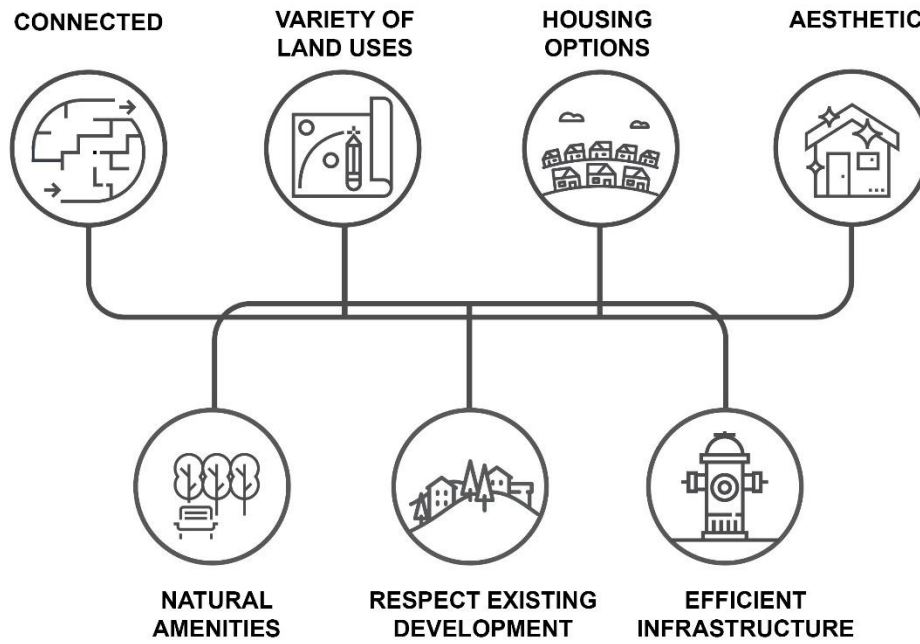 CONNECTED
VARIETY OF
LAND USES
HOUSING
OPTIONS
AESTHETIC
NATURAL
AMENITIES
RESPECT EXISTING
DEVELOPMENT
EFFICIENT
INFRASTRUCTURE